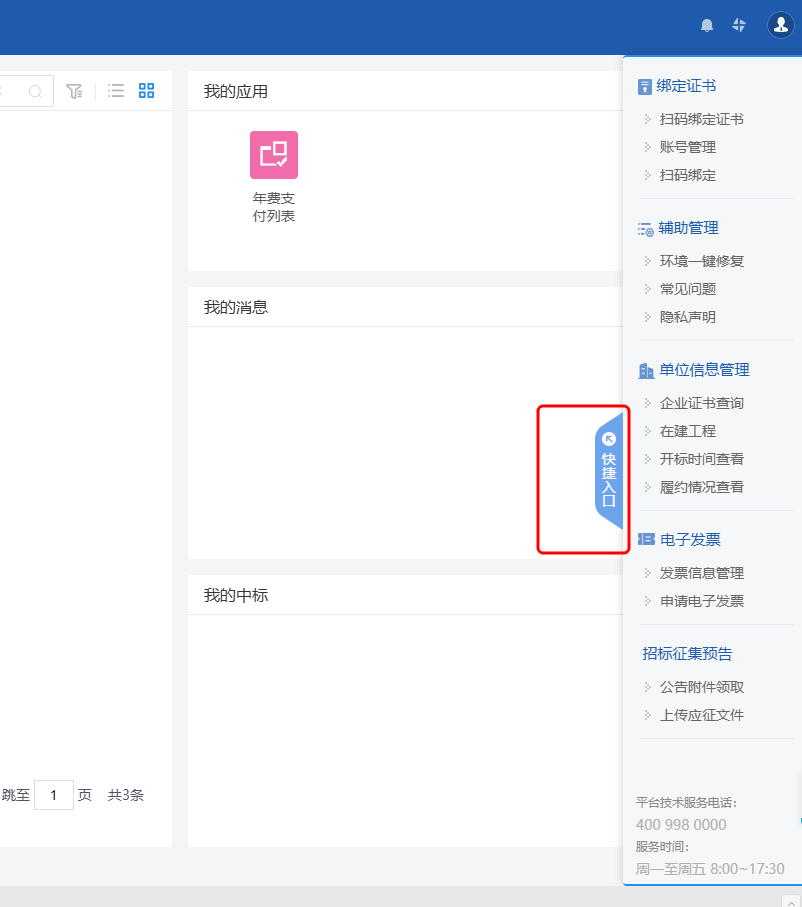 我的应用
年费支
付列表
我的消息
快捷入口
我的中标
跳至 1 页 共3条
绑定证书
扫码绑定证书
账号管理
扫码绑定
辅助管理
环境一键修复
常见问题
隐私声明
单位信息管理
企业证书查询
在建工程
开标时间查看
履约情况查看
电子发票
发票信息管理
申请电子发票
招标征集预告
公告附件领取
上传应征文件
平台技术服务电话：
400 998 0000
服务时间：
周一至周五 8:00~17:30